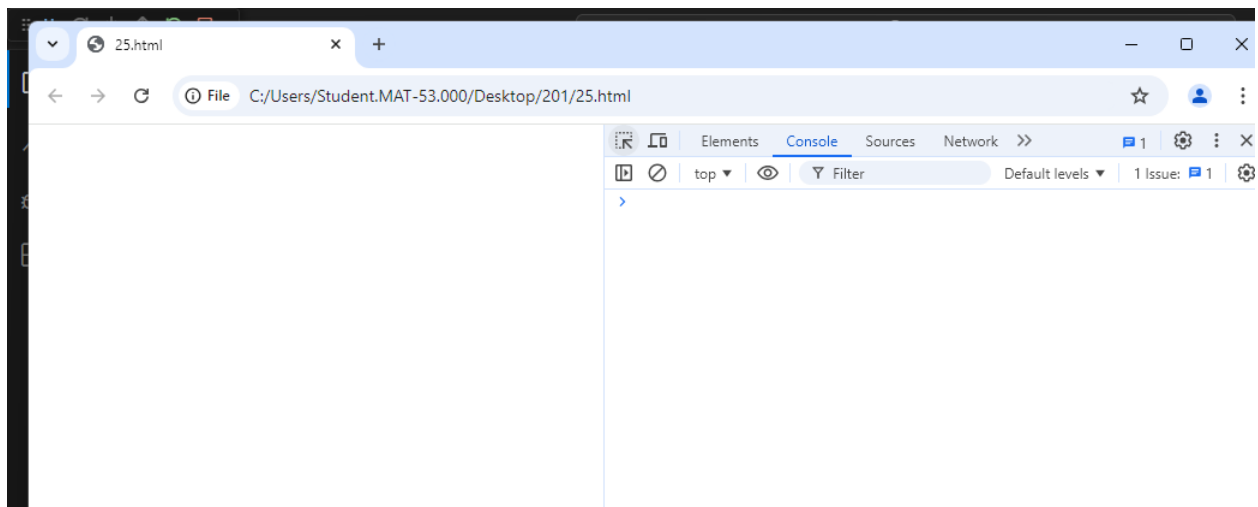 25.html
File C:/Users/Student.MAT-53.000/Desktop/201/25.html
Elements Console Sources Network 1
top Filter Default levels 1 Issue: 1